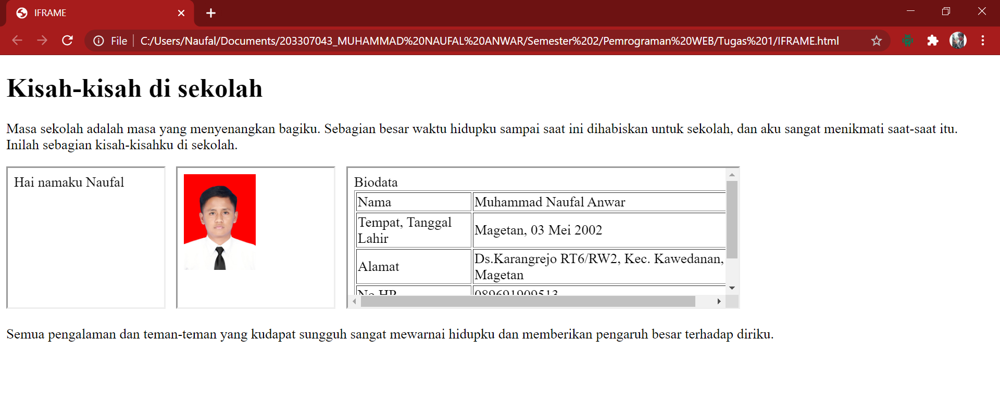 IFRAME
File
C:/Users/Naufal/Documents/203307043_MUHAMMAD%20NAUFAL%20ANWAR/Semester%202/Pemrograman%20WEB/Tugas%201/IFRAME.html
Kisah-kisah di sekolah
Masa sekolah adalah masa yang menyenangkan bagiku. Sebagian besar waktu hidupku sampai saat ini dihabiskan untuk sekolah, dan aku sangat menikmati saat-saat itu.
Inilah sebagian kisah-kisahku di sekolah.
Hai namaku Naufal
Biodata
Nama
Muhammad Naufal Anwar
Tempat, Tanggal
Lahir
Magetan, 03 Mei 2002
Alamat
Ds.Karangrejo RT6/RW2, Kec. Kawedanan,
Magetan
No HP
089691909513
Semua pengalaman dan teman-teman yang kudapat sungguh sangat mewarnai hidupku dan memberikan pengaruh besar terhadap diriku.